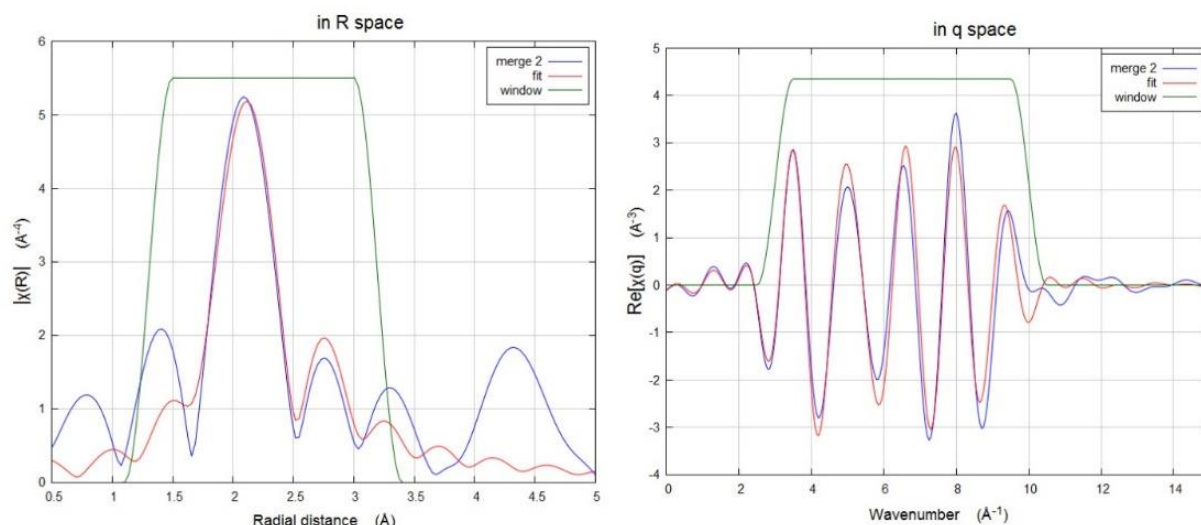 in R space
merge 2
fit
window
|χ(R)| (Å⁻⁴)
6
5
4
3
2
1
0
0.5 1 1.5 2 2.5 3 3.5 4 4.5 5
Radial distance (Å)
in q space
merge 2
fit
window
Re[χ(q)] (Å⁻³)
5
4
3
2
1
0
-1
-2
-3
-4
0 2 4 6 8 10 12 14
Wavenumber (Å⁻¹)